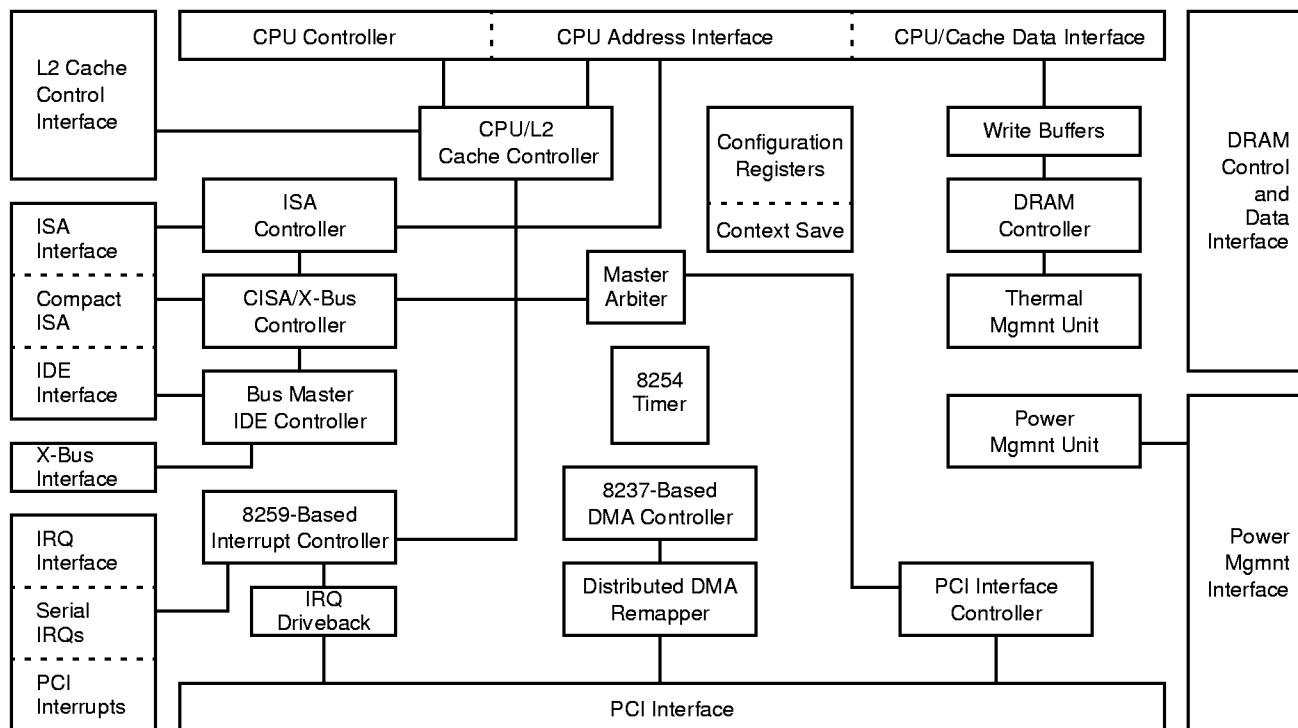 CPU Controller
CPU Address Interface
CPU/Cache Data Interface
L2 Cache
Control
Interface
CPU/L2
Cache Controller
Configuration
Registers
Context Save
Write Buffers
DRAM
Control
and
Data
Interface
ISA
Controller
DRAM
Controller
ISA
Interface
Compact
ISA
IDE
Interface
CISA/X-Bus
Controller
Master
Arbiter
Thermal
Mgmnt Unit
Bus Master
IDE Controller
8254
Timer
Power
Mgmnt Unit
X-Bus
Interface
8259-Based
Interrupt Controller
8237-Based
DMA Controller
IRQ
Interface
Serial
IRQs
PCI
Interrupts
Power
Mgmnt
Interface
IRQ
Driveback
Distributed DMA
Remapper
PCI Interface
Controller
PCI Interface